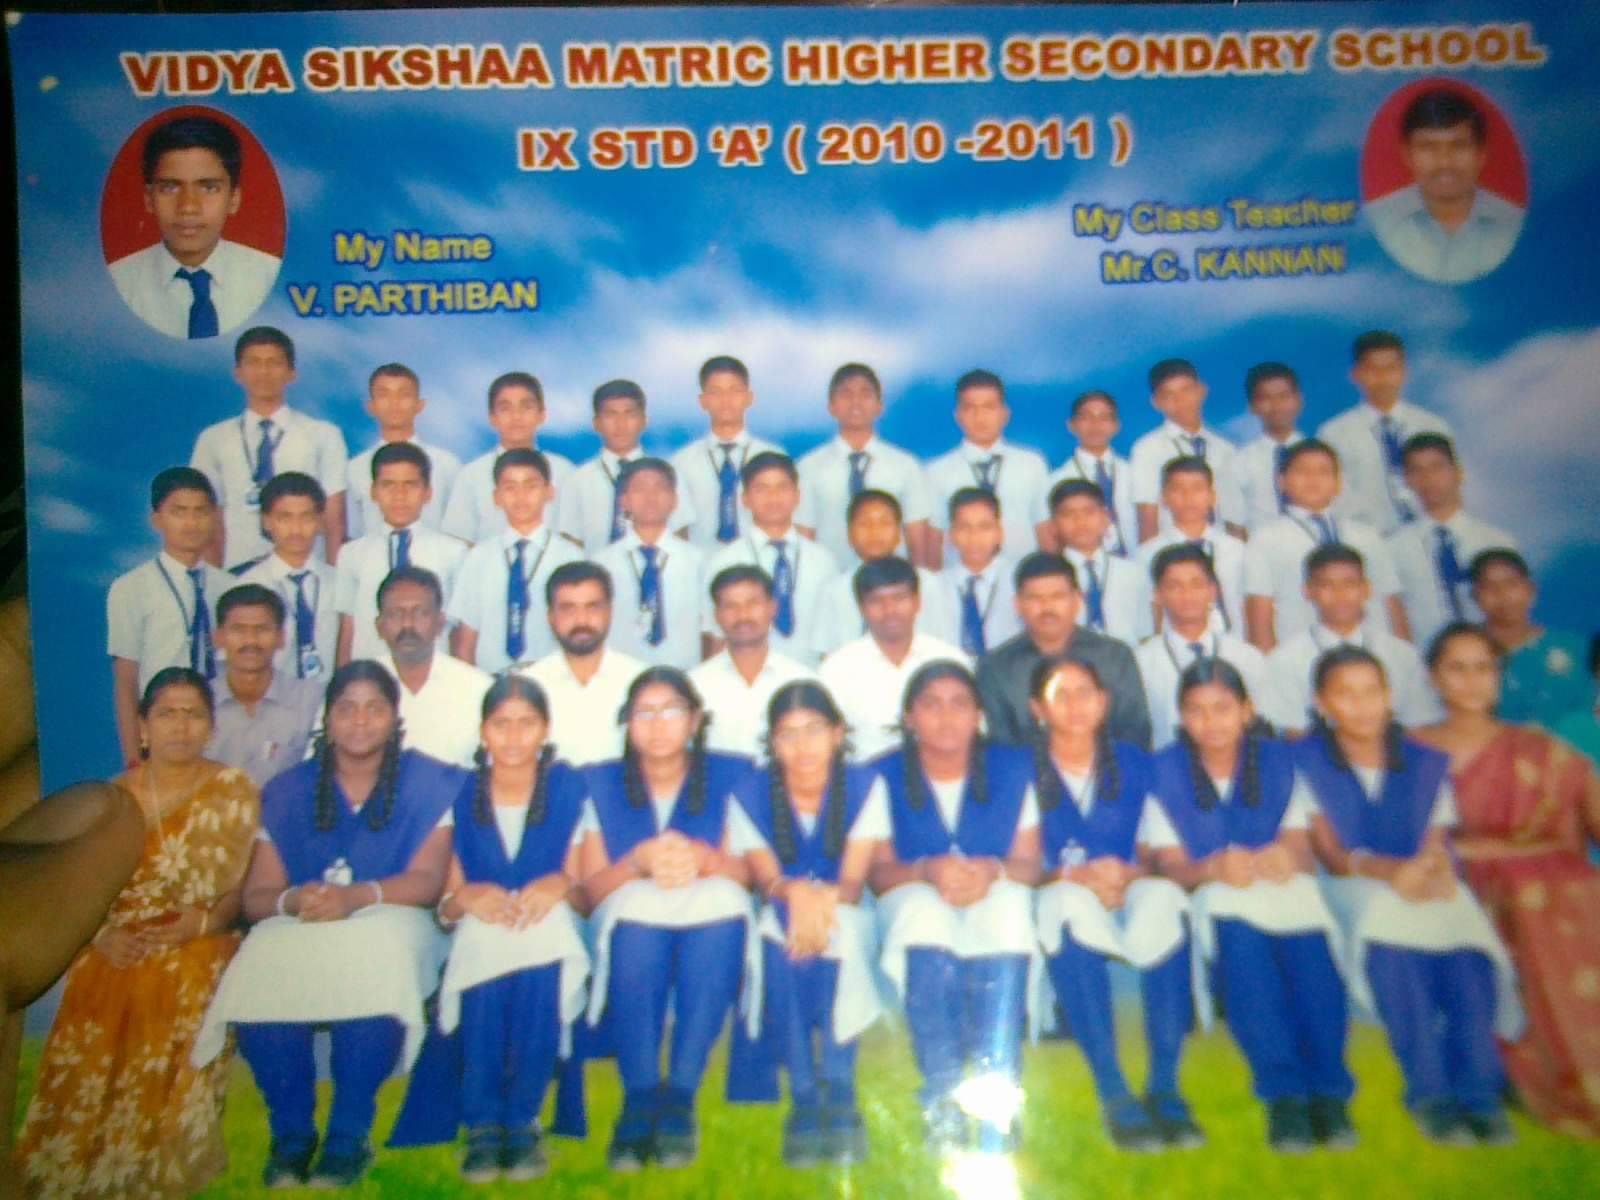 VIDYA SIKSHAA MATRIC HIGHER SECONDARY SCHOOL
IX STD ‘A’ ( 2010 -2011 )
My Name
V. PARTHIBAN
My Class Teacher
Mr.C. KANNAN